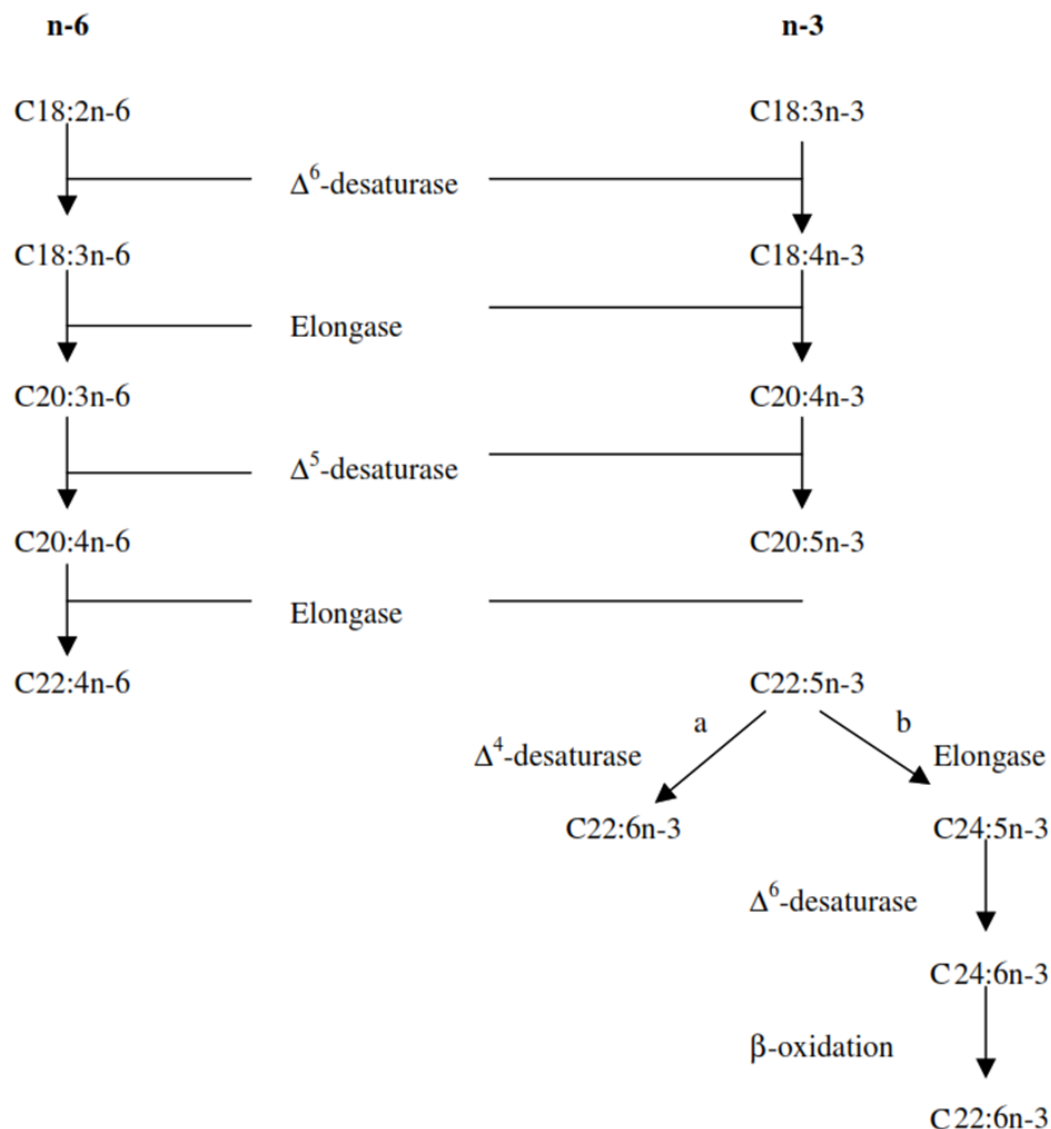 n-6 n-3
C18:2n-6 C18:3n-3
Δ⁶-desaturase
C18:3n-6 C18:4n-3
Elongase
C20:3n-6 C20:4n-3
Δ⁵-desaturase
C20:4n-6 C20:5n-3
Elongase
C22:4n-6 C22:5n-3
a b
Δ⁴-desaturase Elongase
C22:6n-3 C24:5n-3
Δ⁶-desaturase
C24:6n-3
β-oxidation
C22:6n-3